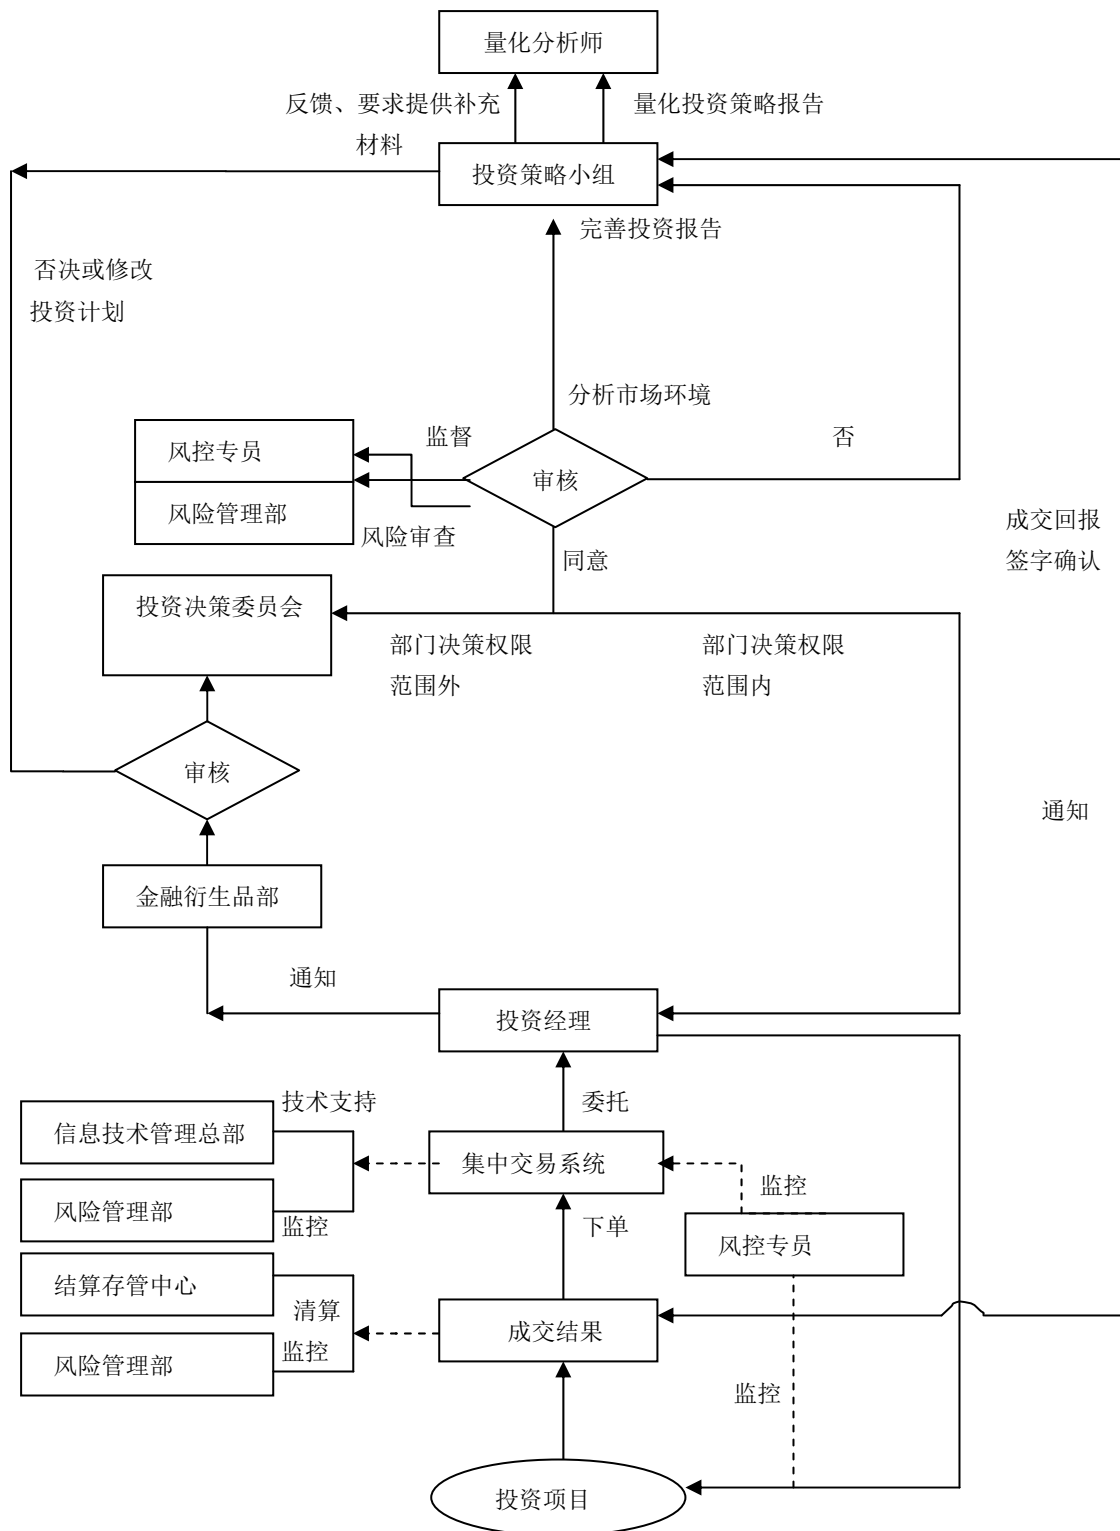 量化分析师
反馈、要求提供补充
材料
量化投资策略报告
投资策略小组
完善投资报告
否决或修改
投资计划
分析市场环境
风控专员
监督
审核
否
风险管理部
风险审查
成交回报
签字确认
同意
投资决策委员会
部门决策权限
范围外
部门决策权限
范围内
审核
通知
金融衍生品部
通知
投资经理
技术支持
委托
信息技术管理总部
集中交易系统
监控
风险管理部
监控
下单
风控专员
结算存管中心
清算
成交结果
监控
风险管理部
监控
投资项目